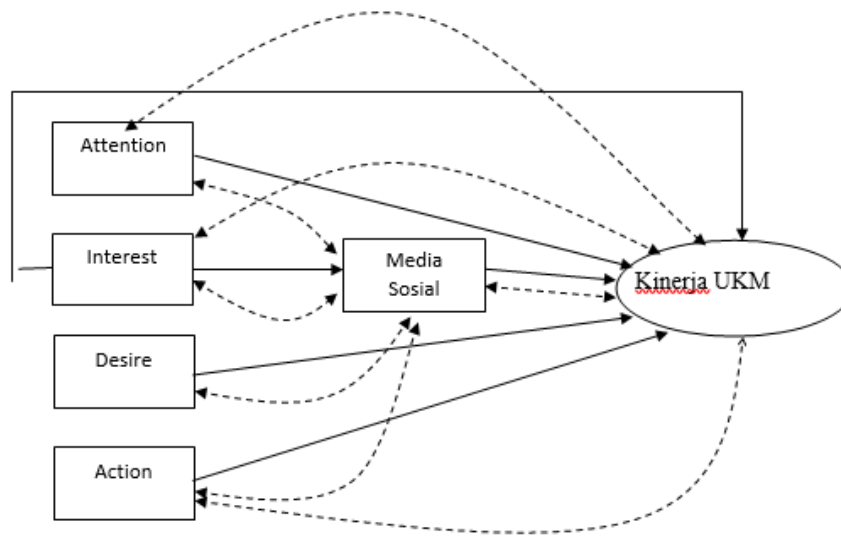 Attention
Interest
Media
Sosial
Kinerja UKM
Desire
Action